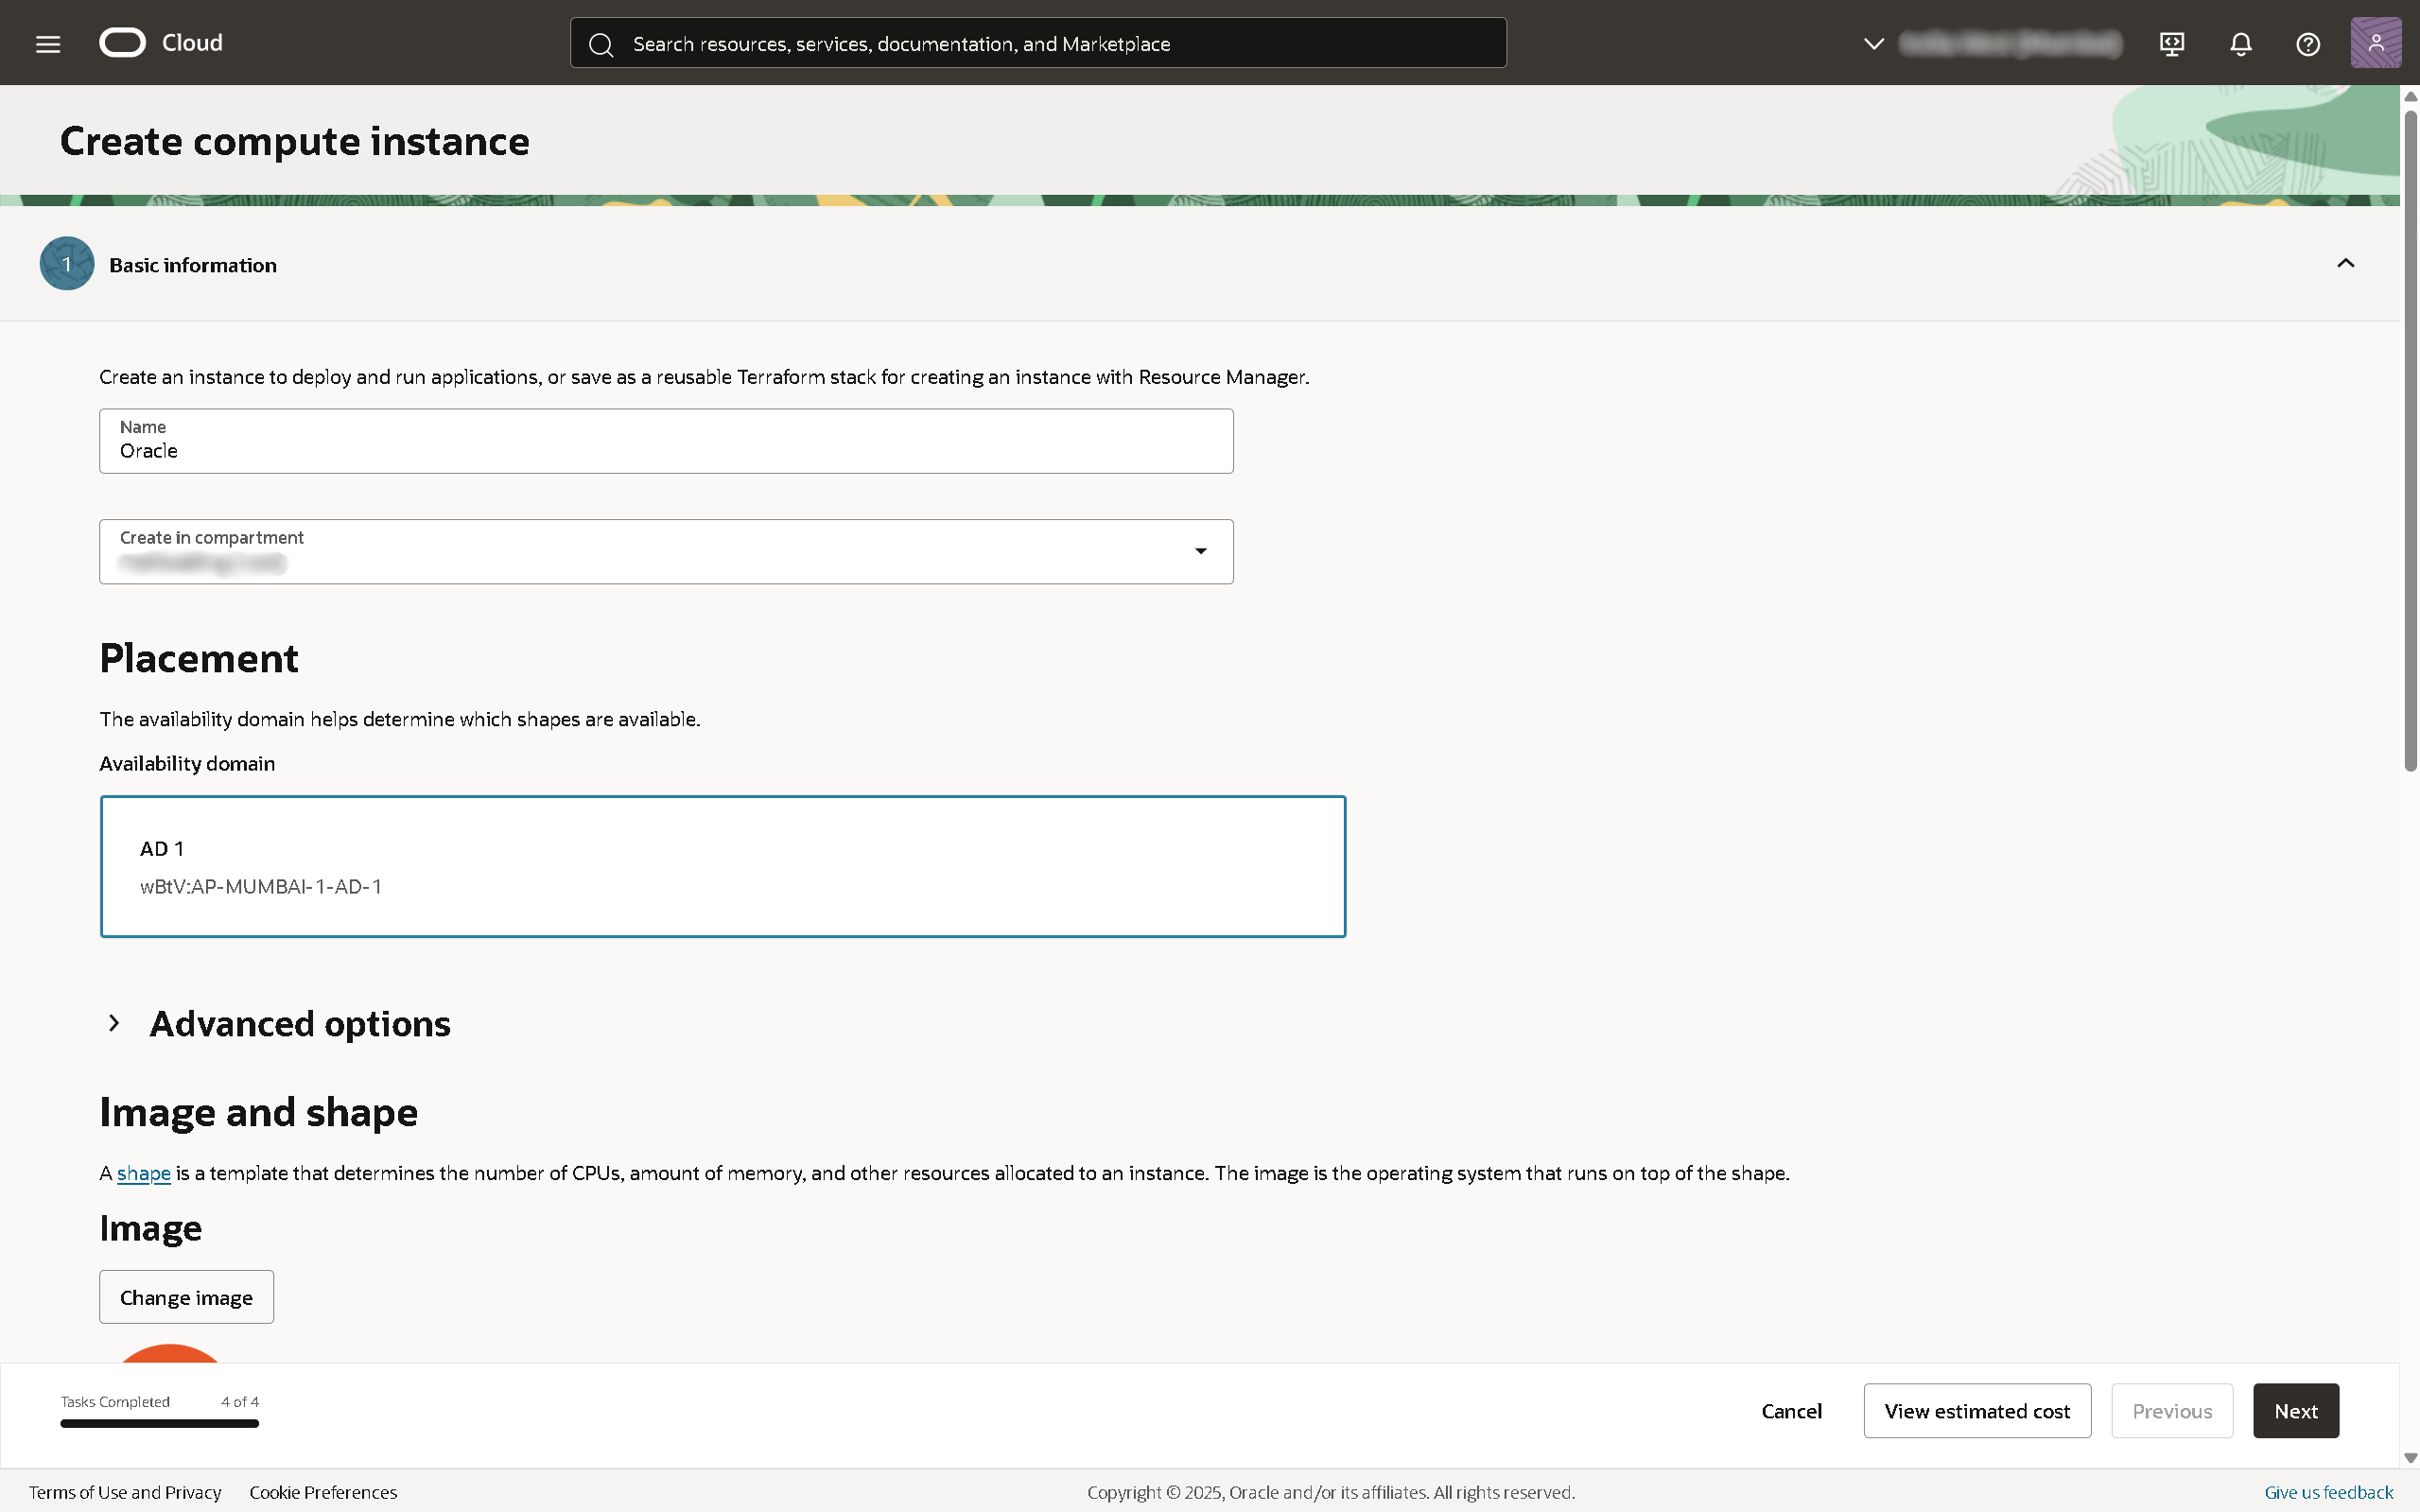 Cloud
Search resources, services, documentation, and Marketplace
Create compute instance
1 Basic information
Create an instance to deploy and run applications, or save as a reusable Terraform stack for creating an instance with Resource Manager.
Name
Oracle
Create in compartment
Placement
The availability domain helps determine which shapes are available.
Availability domain
AD 1
wBtV:AP-MUMBAI-1-AD-1
Advanced options
Image and shape
A shape is a template that determines the number of CPUs, amount of memory, and other resources allocated to an instance. The image is the operating system that runs on top of the shape.
Image
Change image
Tasks Completed 4 of 4
Cancel View estimated cost Previous Next
Terms of Use and Privacy Cookie Preferences Copyright © 2025, Oracle and/or its affiliates. All rights reserved. Give us feedback